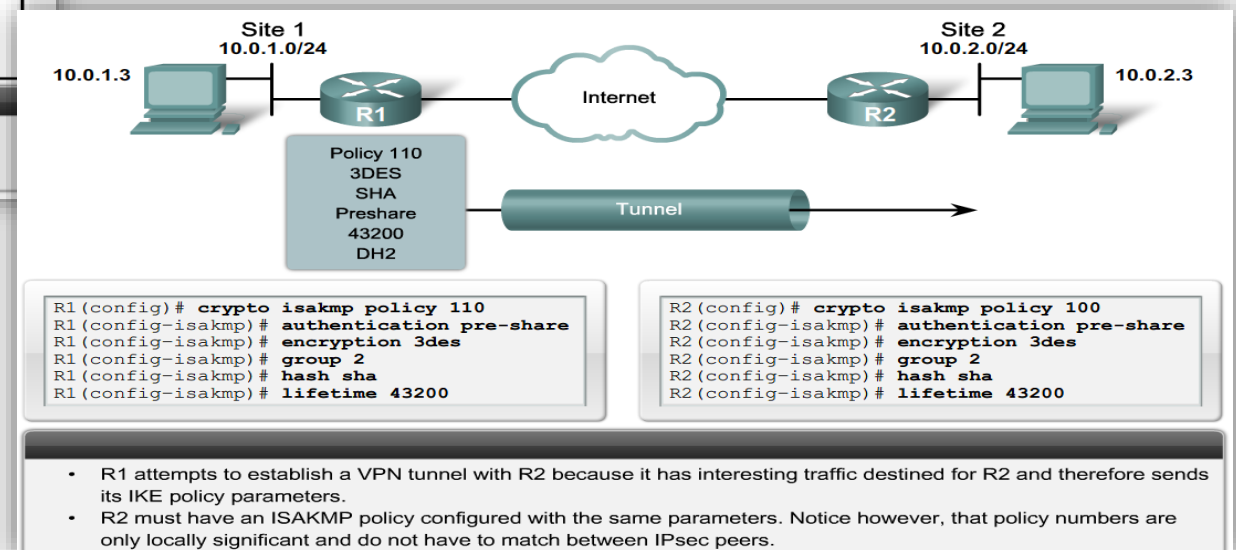 Site 1
10.0.1.0/24
Site 2
10.0.2.0/24
10.0.1.3
10.0.2.3
Internet
R1
R2
Policy 110
3DES
SHA
Preshare
43200
DH2
Tunnel
R1(config)# crypto isakmp policy 110
R1(config-isakmp)# authentication pre-share
R1(config-isakmp)# encryption 3des
R1(config-isakmp)# group 2
R1(config-isakmp)# hash sha
R1(config-isakmp)# lifetime 43200
R2(config)# crypto isakmp policy 100
R2(config-isakmp)# authentication pre-share
R2(config-isakmp)# encryption 3des
R2(config-isakmp)# group 2
R2(config-isakmp)# hash sha
R2(config-isakmp)# lifetime 43200
• R1 attempts to establish a VPN tunnel with R2 because it has interesting traffic destined for R2 and therefore sends
its IKE policy parameters.
• R2 must have an ISAKMP policy configured with the same parameters. Notice however, that policy numbers are
only locally significant and do not have to match between IPsec peers.